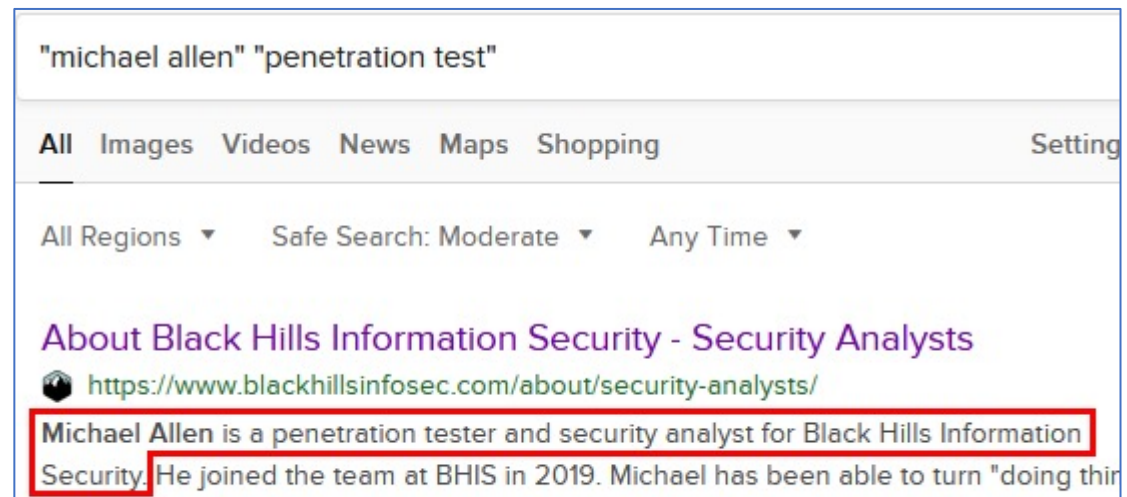 "michael allen" "penetration test"
All Images Videos News Maps Shopping Setting
All Regions Safe Search: Moderate Any Time
About Black Hills Information Security - Security Analysts
https://www.blackhillsinfosec.com/about/security-analysts/
Michael Allen is a penetration tester and security analyst for Black Hills Information
Security. He joined the team at BHIS in 2019. Michael has been able to turn "doing thin